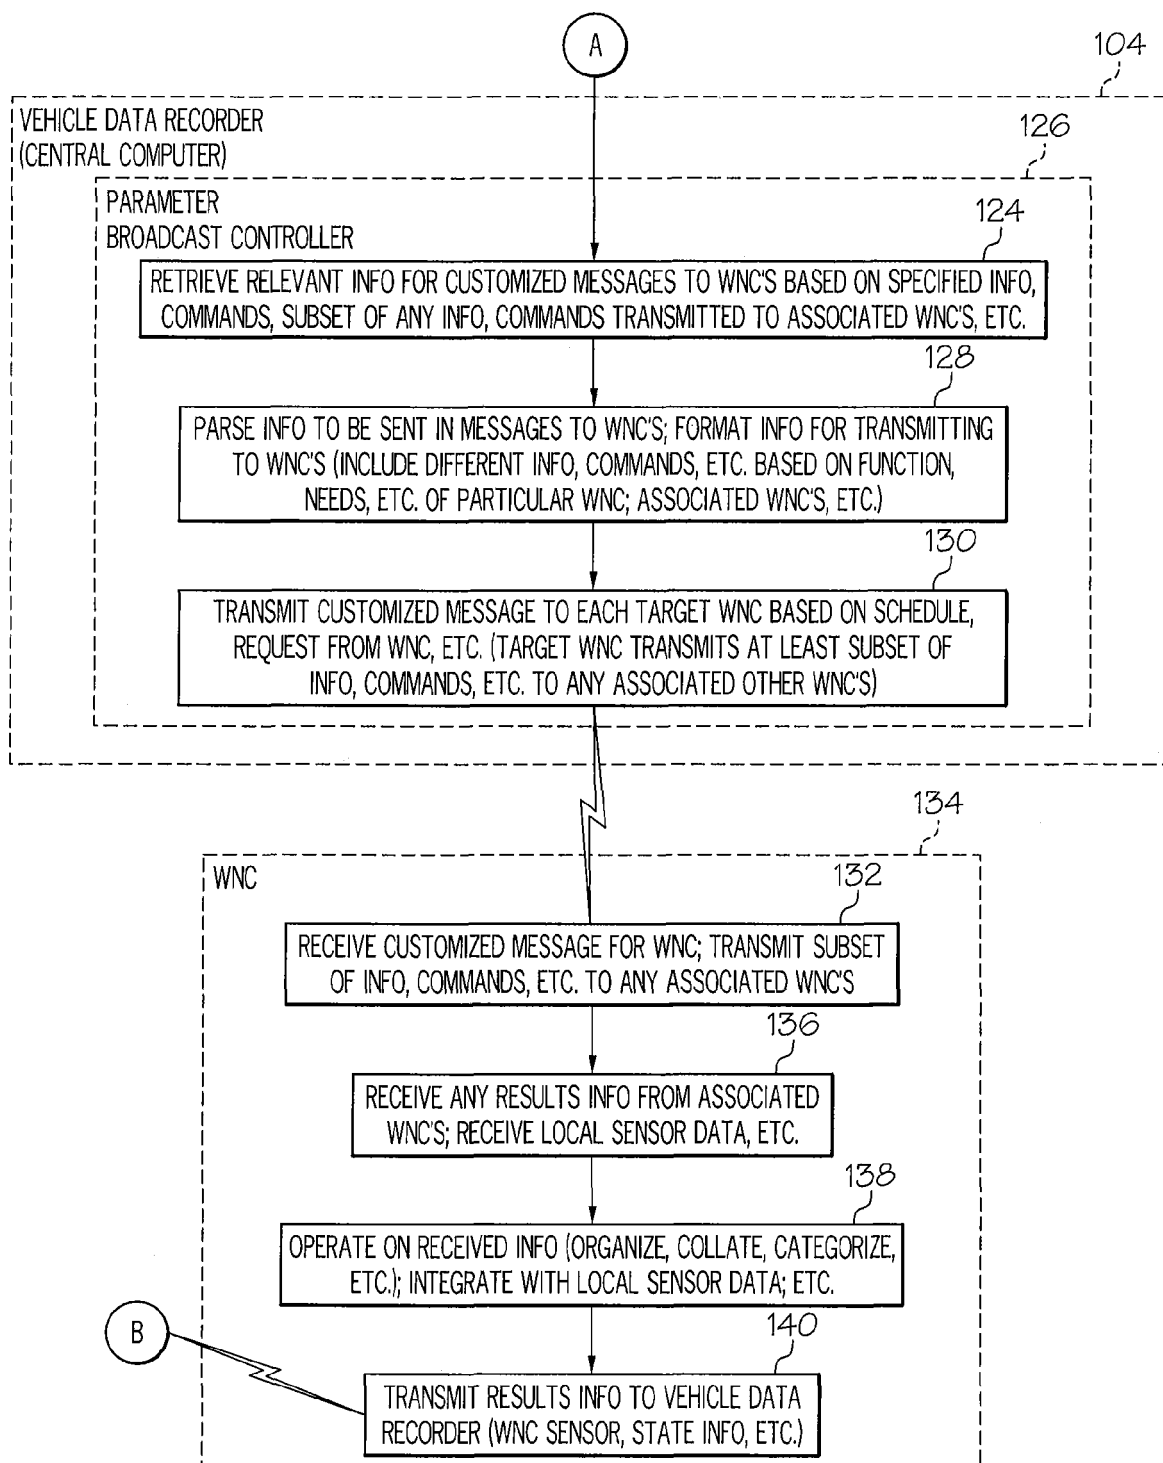 A
104
VEHICLE DATA RECORDER
(CENTRAL COMPUTER)
126
PARAMETER
BROADCAST CONTROLLER
124
RETRIEVE RELEVANT INFO FOR CUSTOMIZED MESSAGES TO WNC'S BASED ON SPECIFIED INFO,
COMMANDS, SUBSET OF ANY INFO, COMMANDS TRANSMITTED TO ASSOCIATED WNC'S, ETC.
128
PARSE INFO TO BE SENT IN MESSAGES TO WNC'S; FORMAT INFO FOR TRANSMITTING
TO WNC'S (INCLUDE DIFFERENT INFO, COMMANDS, ETC. BASED ON FUNCTION,
NEEDS, ETC. OF PARTICULAR WNC; ASSOCIATED WNC'S, ETC.)
130
TRANSMIT CUSTOMIZED MESSAGE TO EACH TARGET WNC BASED ON SCHEDULE,
REQUEST FROM WNC, ETC. (TARGET WNC TRANSMITS AT LEAST SUBSET OF
INFO, COMMANDS, ETC. TO ANY ASSOCIATED OTHER WNC'S)
134
WNC
132
RECEIVE CUSTOMIZED MESSAGE FOR WNC; TRANSMIT SUBSET
OF INFO, COMMANDS, ETC. TO ANY ASSOCIATED WNC'S
136
RECEIVE ANY RESULTS INFO FROM ASSOCIATED
WNC'S; RECEIVE LOCAL SENSOR DATA, ETC.
138
OPERATE ON RECEIVED INFO (ORGANIZE, COLLATE, CATEGORIZE,
ETC.); INTEGRATE WITH LOCAL SENSOR DATA; ETC.
B
140
TRANSMIT RESULTS INFO TO VEHICLE DATA
RECORDER (WNC SENSOR, STATE INFO, ETC.)